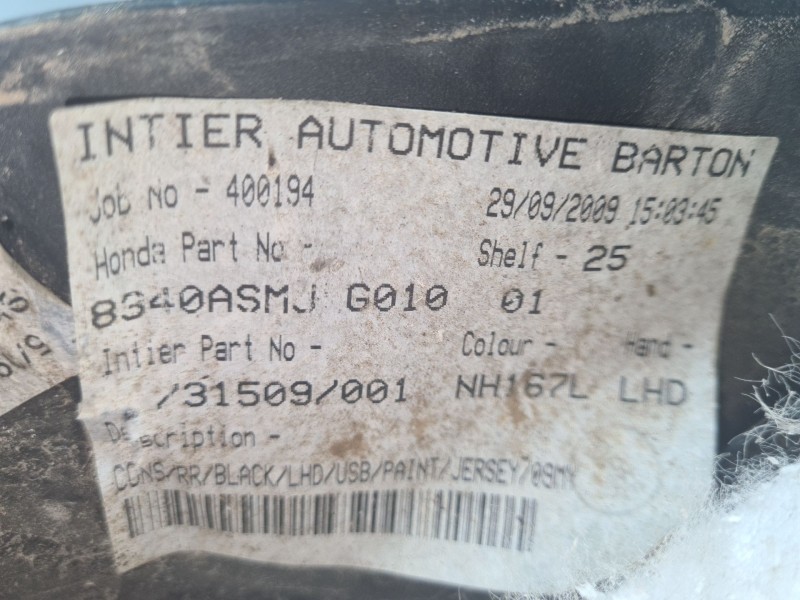 INTIER AUTOMOTIVE BARTON
Job No - 400194 29/09/2009 15:03:45
Honda Part No - Shelf - 25
8340ASMJ G010 01
Intier Part No - Colour - Hand -
/31509/001 NH167L LHD
Description -
CONS/RR/BLACK/LHD/USB/PAINT/JERSEY/09MY